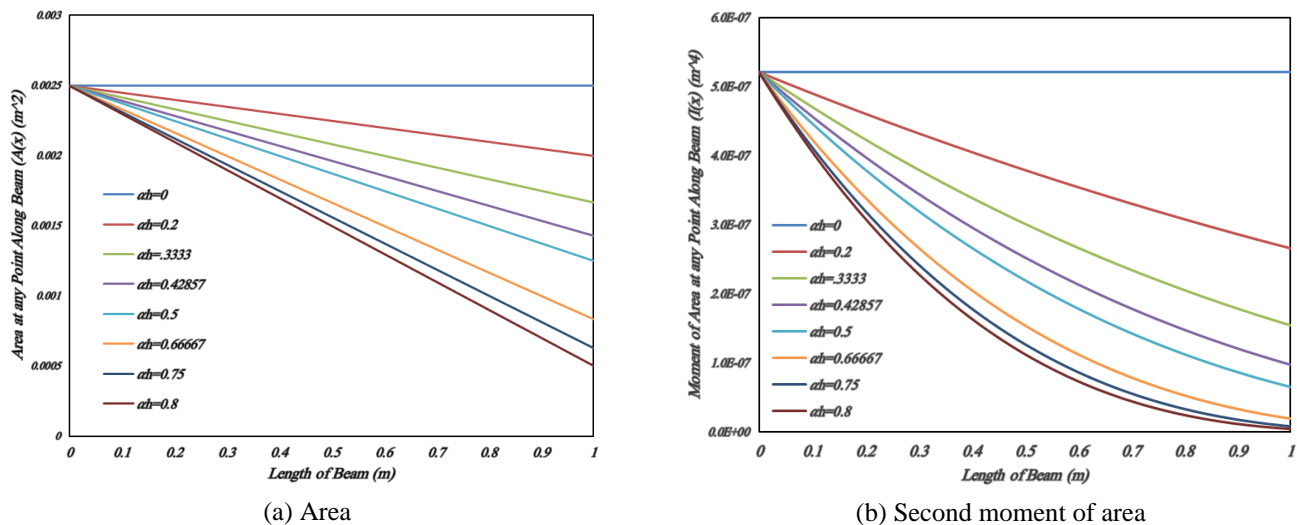 0.003
0.0025
0.002
0.0015
0.001
0.0005
0
Area at any Point Along Beam (A(x) (m^2)
αh=0
αh=0.2
αh=.3333
αh=0.42857
αh=0.5
αh=0.66667
αh=0.75
αh=0.8
0 0.1 0.2 0.3 0.4 0.5 0.6 0.7 0.8 0.9 1
Length of Beam (m)
(a) Area
6.0E-07
5.0E-07
4.0E-07
3.0E-07
2.0E-07
1.0E-07
0.0E+00
Moment of Area at any Point Along Beam (I(x) (m^4)
αh=0
αh=0.2
αh=.3333
αh=0.42857
αh=0.5
αh=0.66667
αh=0.75
αh=0.8
0 0.1 0.2 0.3 0.4 0.5 0.6 0.7 0.8 0.9 1
Length of Beam (m)
(b) Second moment of area